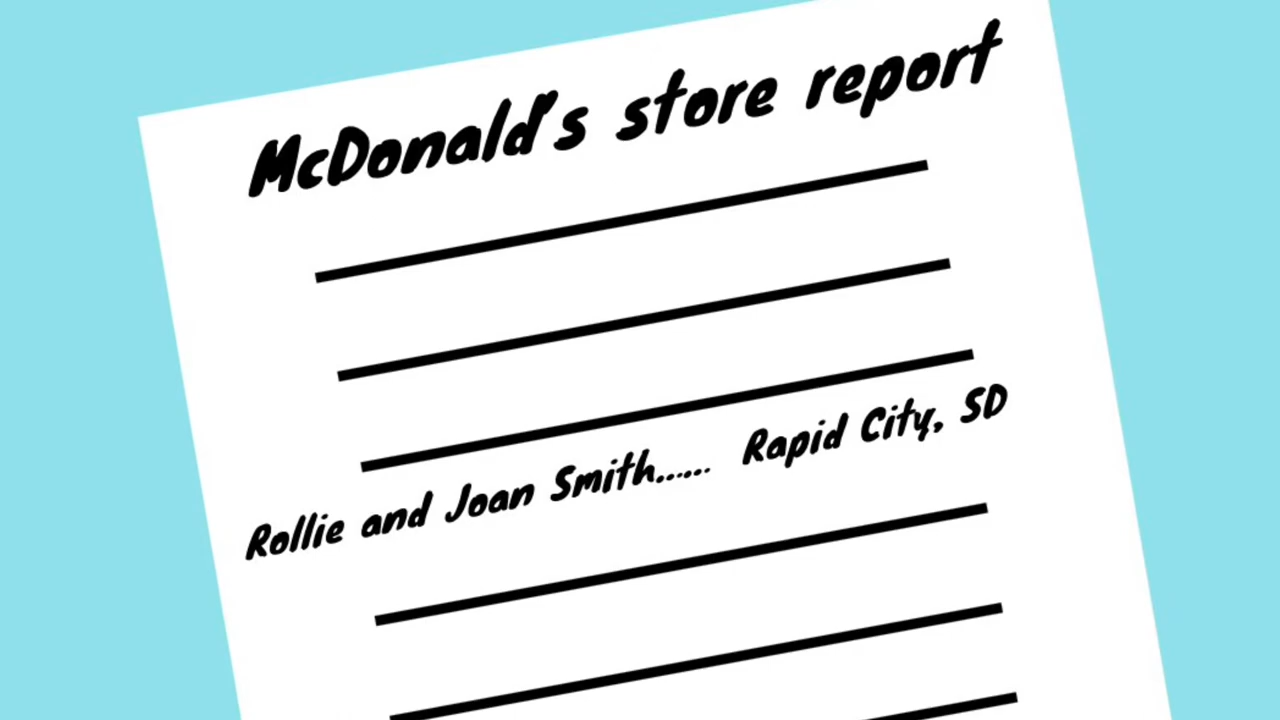 McDonald's store report
Rollie and Joan Smith...... Rapid City, SD